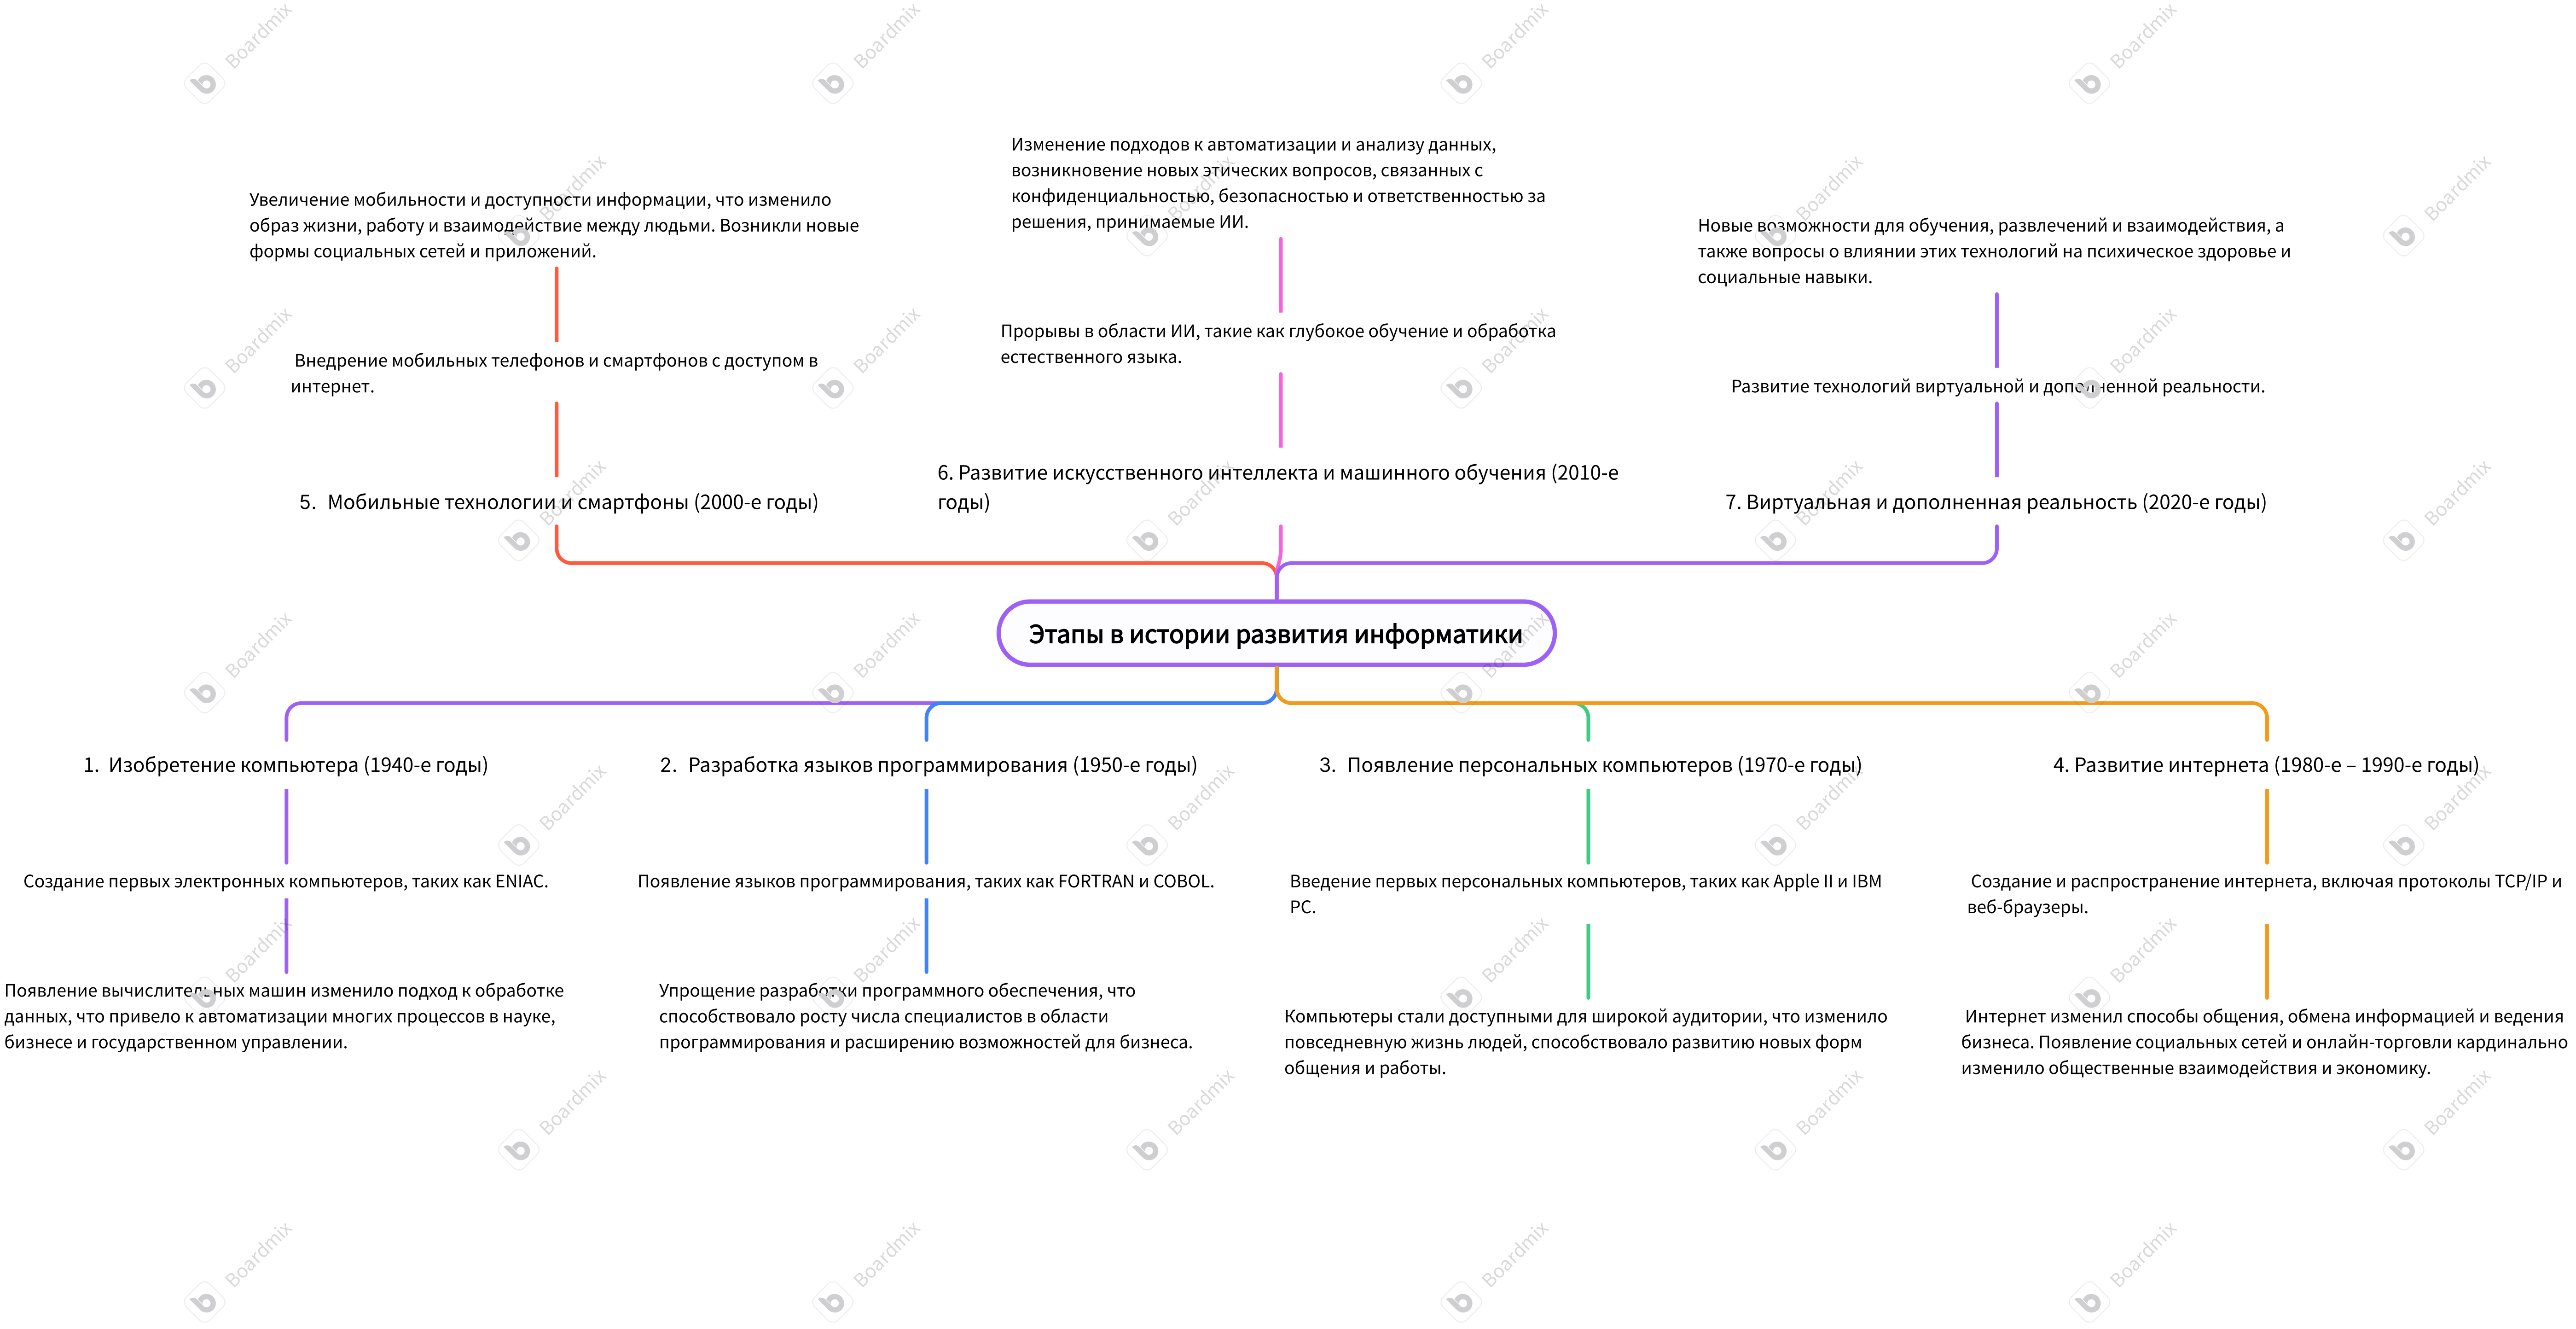 Изменение подходов к автоматизации и анализу данных,
возникновение новых этических вопросов, связанных с
конфиденциальностью, безопасностью и ответственностью за
решения, принимаемые ИИ.
Увеличение мобильности и доступности информации, что изменило
образ жизни, работу и взаимодействие между людьми. Возникли новые
формы социальных сетей и приложений.
Новые возможности для обучения, развлечений и взаимодействия, а
также вопросы о влиянии этих технологий на психическое здоровье и
социальные навыки.
Внедрение мобильных телефонов и смартфонов с доступом в
интернет.
Прорывы в области ИИ, такие как глубокое обучение и обработка
естественного языка.
Развитие технологий виртуальной и дополненной реальности.
5. Мобильные технологии и смартфоны (2000-е годы)
6. Развитие искусственного интеллекта и машинного обучения (2010-е
годы)
7. Виртуальная и дополненная реальность (2020-е годы)
Этапы в истории развития информатики
1. Изобретение компьютера (1940-е годы)
2. Разработка языков программирования (1950-е годы)
3. Появление персональных компьютеров (1970-е годы)
4. Развитие интернета (1980-е – 1990-е годы)
Создание первых электронных компьютеров, таких как ENIAC.
Появление языков программирования, таких как FORTRAN и COBOL.
Введение первых персональных компьютеров, таких как Apple II и IBM
PC.
Создание и распространение интернета, включая протоколы TCP/IP и
веб-браузеры.
Появление вычислительных машин изменило подход к обработке
данных, что привело к автоматизации многих процессов в науке,
бизнесе и государственном управлении.
Упрощение разработки программного обеспечения, что
способствовало росту числа специалистов в области
программирования и расширению возможностей для бизнеса.
Компьютеры стали доступными для широкой аудитории, что изменило
повседневную жизнь людей, способствовало развитию новых форм
общения и работы.
Интернет изменил способы общения, обмена информацией и ведения
бизнеса. Появление социальных сетей и онлайн-торговли кардинально
изменило общественные взаимодействия и экономику.
Boardmix